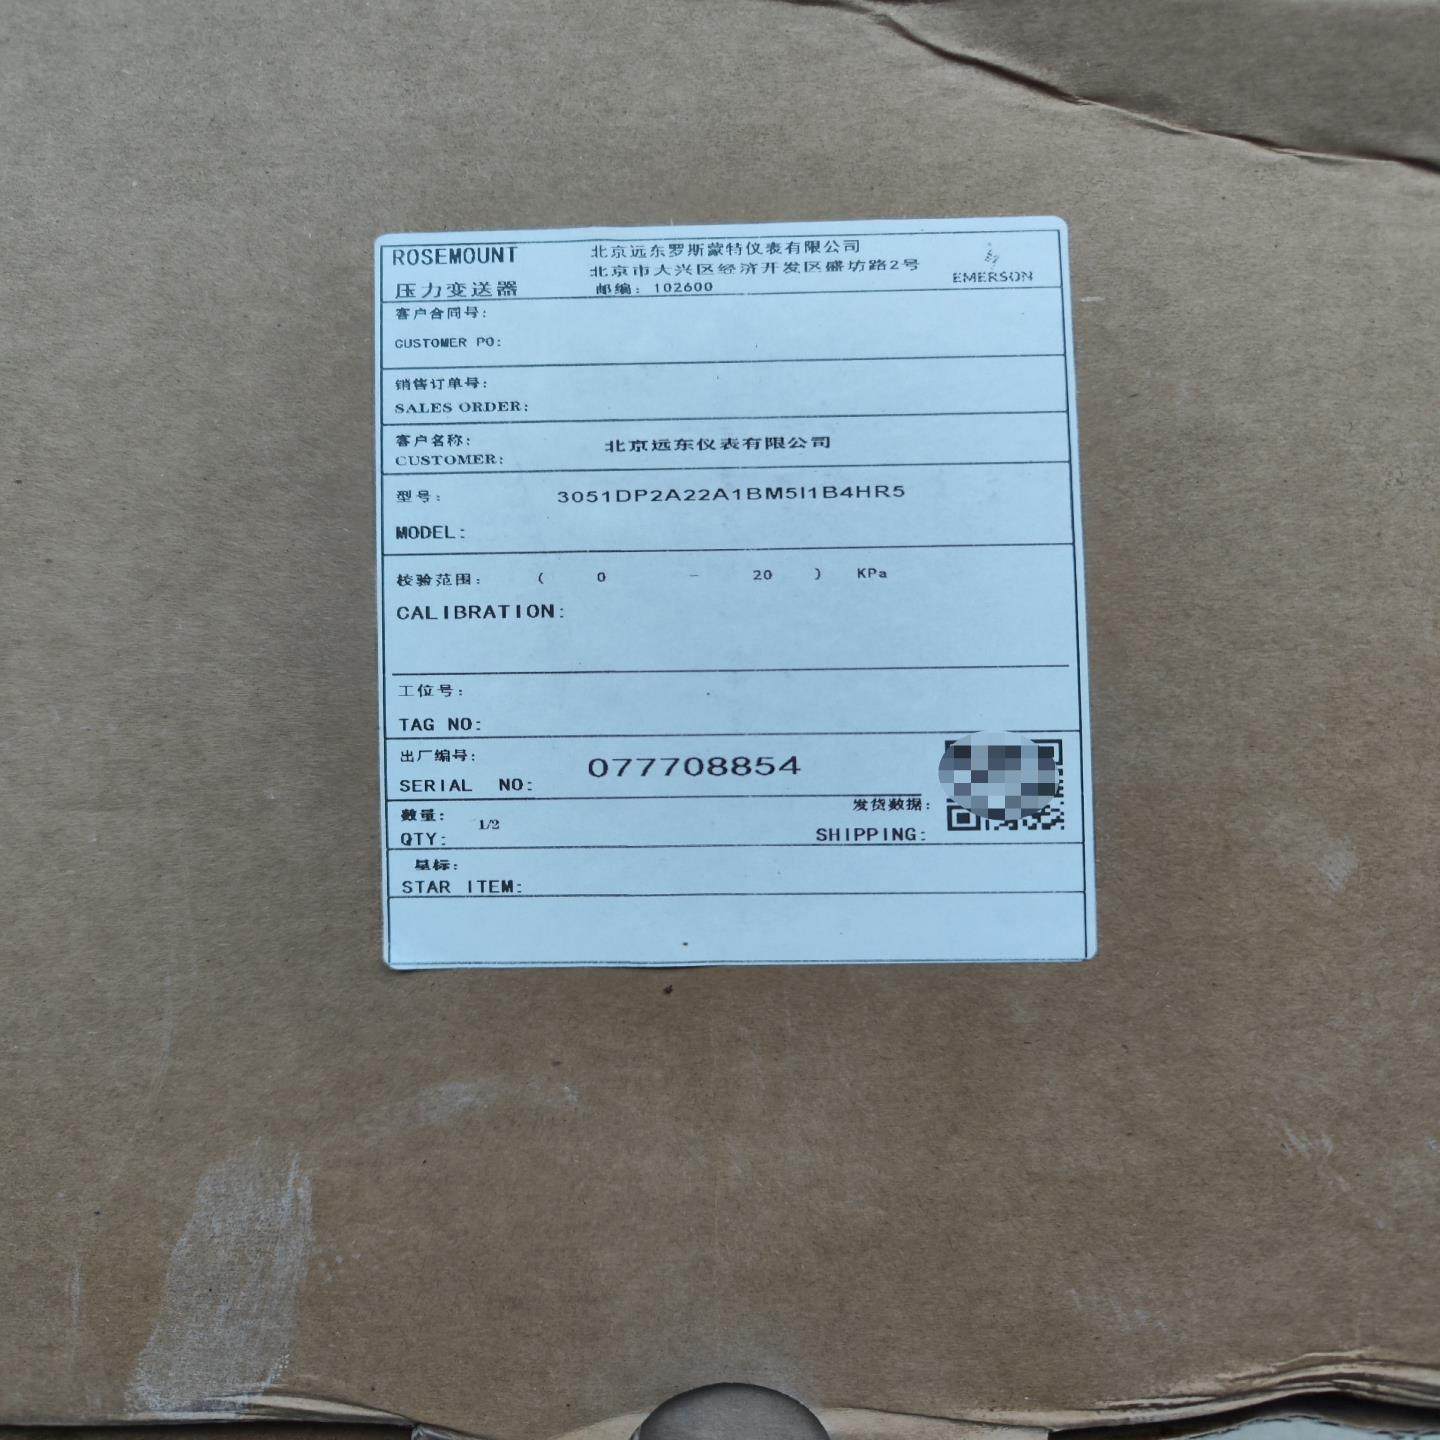 ROSEMOUNT
压力变送器
北京远东罗斯蒙特仪表有限公司
北京市大兴区经济开发区盛坊路2号
邮编: 102600
EMERSON
客户合同号:
CUSTOMER PO:
销售订单号:
SALES ORDER:
客户名称:
CUSTOMER:
北京远东仪表有限公司
型号:
3051DP2A22A1BM5I1B4HR5
MODEL:
校验范围: ( 0 - 20 ) KPa
CALIBRATION:
工位号:
TAG NO:
出厂编号:
SERIAL NO:
077708854
数量:
QTY:
1/2
发货数据:
SHIPPING:
星标:
STAR ITEM: